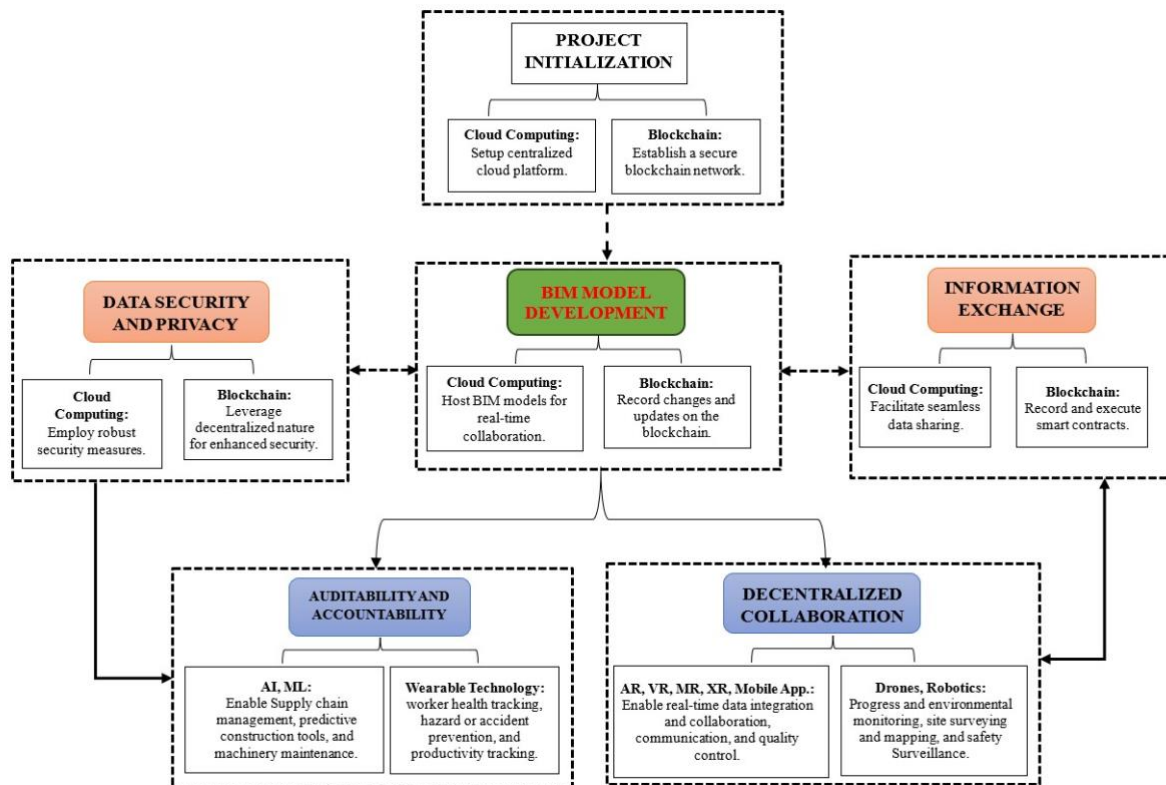 PROJECT
INITIALIZATION
Cloud Computing:
Setup centralized
cloud platform.
Blockchain:
Establish a secure
blockchain network.
DATA SECURITY
AND PRIVACY
Cloud
Computing:
Employ robust
security measures.
Blockchain:
Leverage
decentralized nature
for enhanced security.
BIM MODEL
DEVELOPMENT
Cloud Computing:
Host BIM models for
real-time
collaboration.
Blockchain:
Record changes and
updates on the
blockchain.
INFORMATION
EXCHANGE
Cloud Computing:
Facilitate seamless
data sharing.
Blockchain:
Record and execute
smart contracts.
AUDITABILITY AND
ACCOUNTABILITY
AI, ML:
Enable Supply chain
management, predictive
construction tools, and
machinery maintenance.
Wearable Technology:
worker health tracking,
hazard or accident
prevention, and
productivity tracking.
DECENTRALIZED
COLLABORATION
AR, VR, MR, XR, Mobile App.:
Enable real-time data integration
and collaboration,
communication, and quality
control.
Drones, Robotics:
Progress and environmental
monitoring, site surveying
and mapping, and safety
Surveillance.